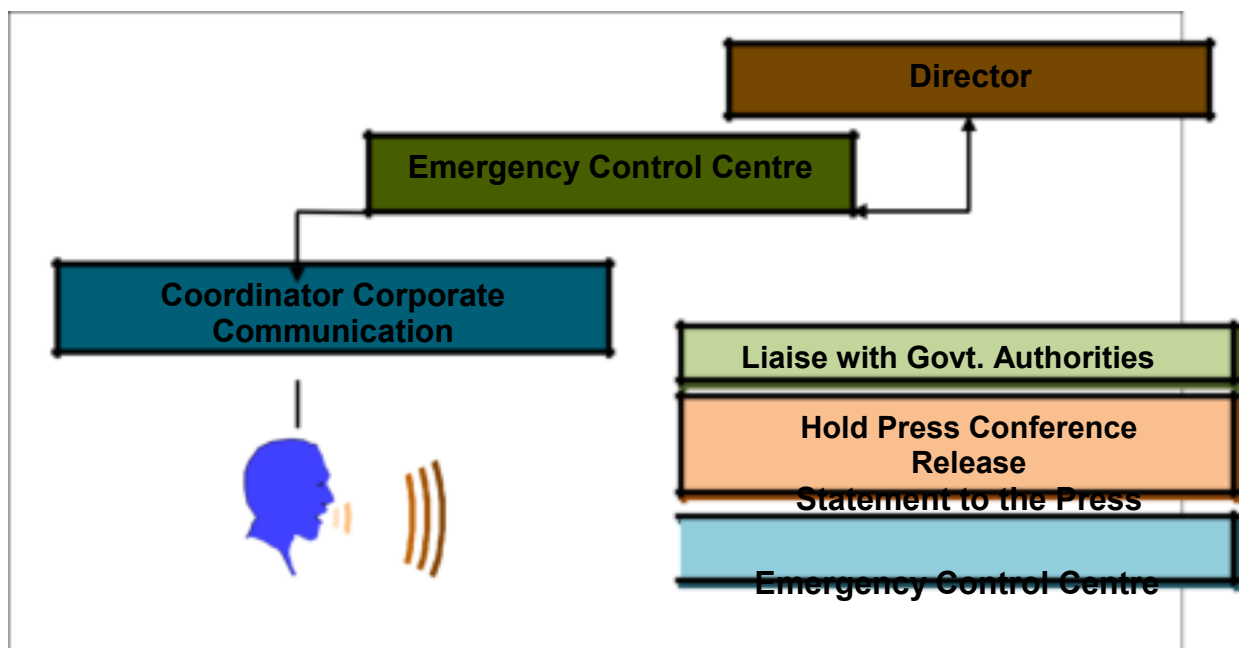 Director
Emergency Control Centre
Coordinator Corporate
Communication
Liaise with Govt. Authorities
Hold Press Conference
Release
Statement to the Press
Emergency Control Centre